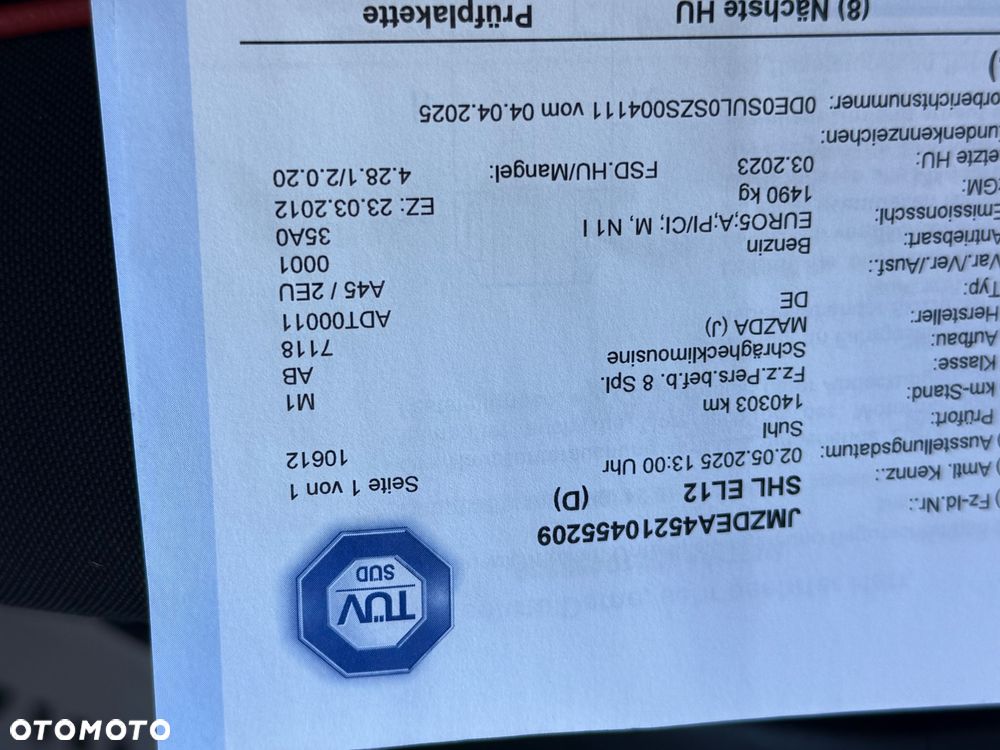 TÜV
SÜD
) Fz-Id.Nr.: JMZDEA45210455209
) Amtl. Kennz.: SHL EL12 (D) Seite 1 von 1
) Ausstellungsdatum: 02.05.2025 13:00 Uhr 10612
Prüfort: Suhl
km-Stand: 140303 km
Klasse: Fz.z.Pers.bef.b. 8 Spl. M1
Aufbau: Schräghecklimousine AB
Hersteller: MAZDA (J) 7118
Typ: DE ADT00011
Var./Ver./Ausf.: A45 / 2EU
Antriebsart: Benzin 0001
Emissionsschl: EURO5;A;PI/CI; M, N1 I 35A0
zGM: 1490 kg EZ: 23.03.2012
letzte HU: 03.2023 FSD.HU/Mangel: 4.28.1/2.0.20
undenkennzeichen:
orberichtsnummer: 0DE0SUL0SZS004111 vom 04.04.2025
(8) Nächste HU Prüfplakette
OTOMOTO